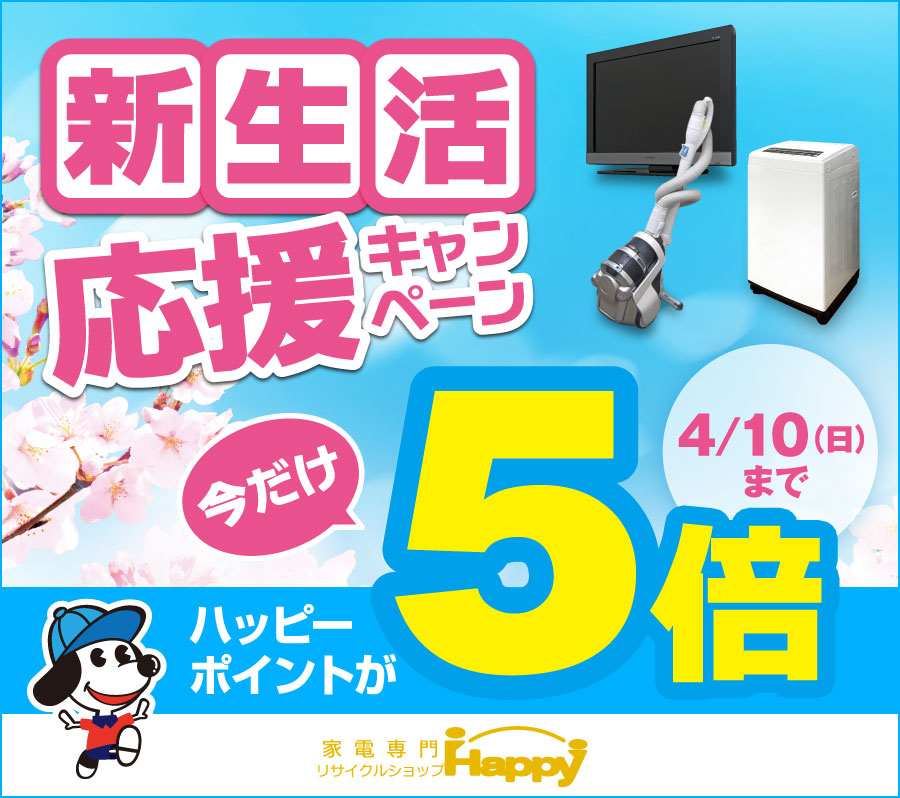 新生活
応援キャンペーン
今だけ
5倍
4/10(日)
まで
ハッピー
ポイントが
家電専門
リサイクルショップ
Happy